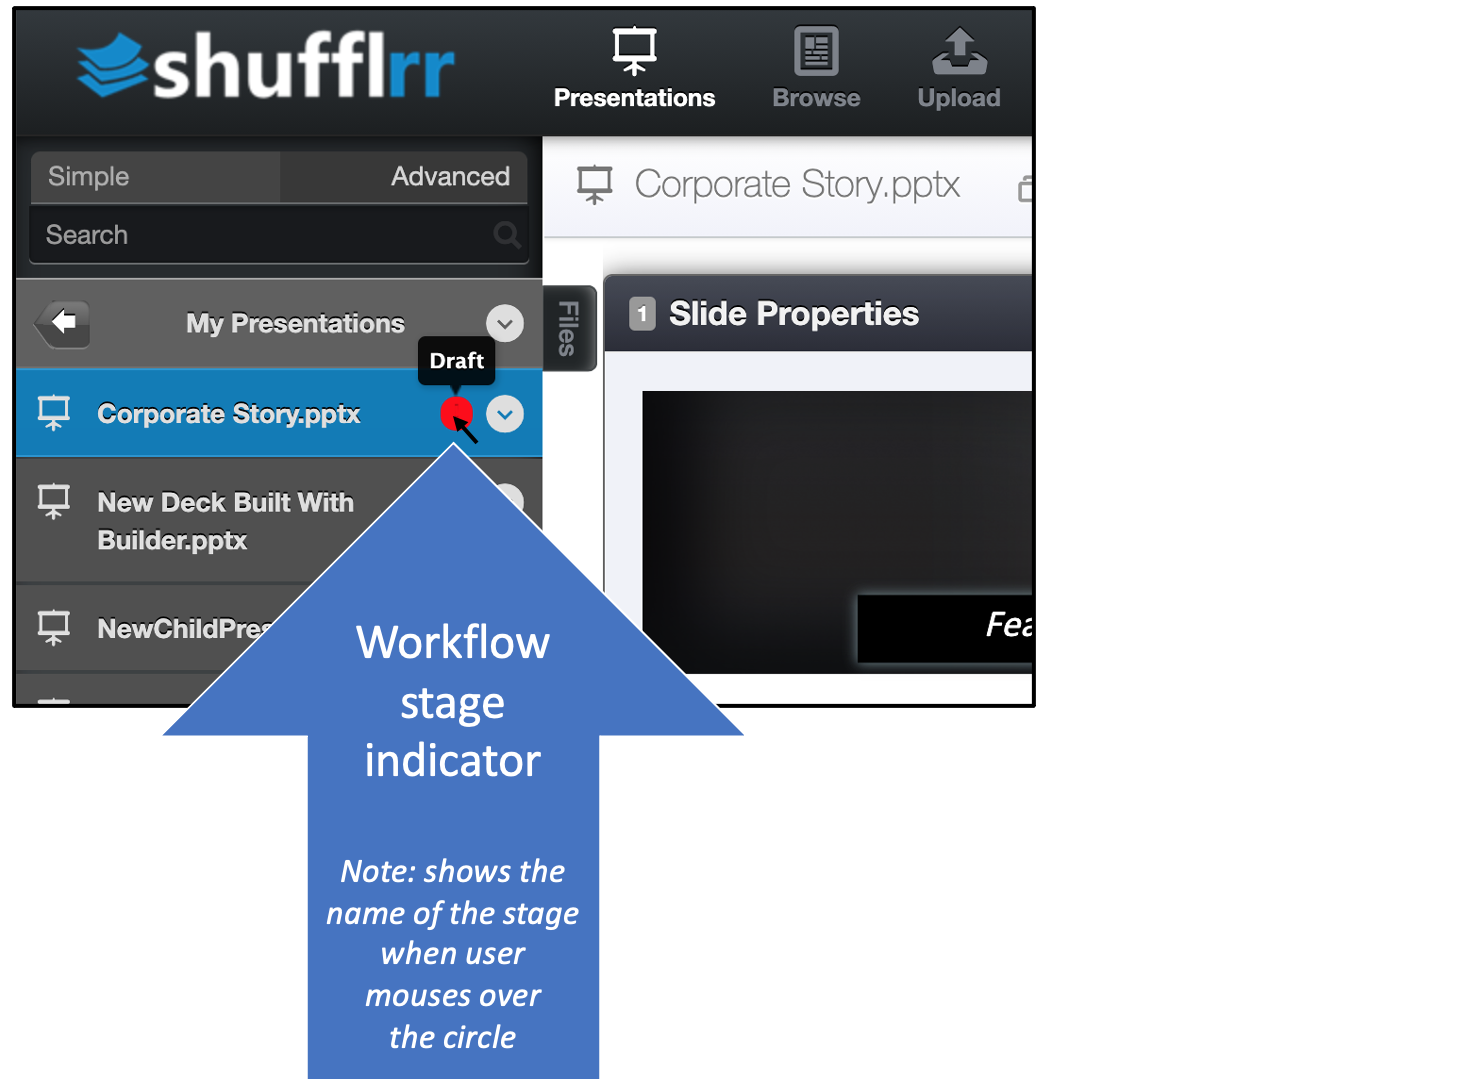 shufflrr
Presentations
Browse
Upload
Simple
Advanced
Search
Corporate Story.pptx
My Presentations
Files
1 Slide Properties
Draft
Corporate Story.pptx
New Deck Built With
Builder.pptx
NewChildPres
Fea
Workflow
stage
indicator
Note: shows the
name of the stage
when user
mouses over
the circle